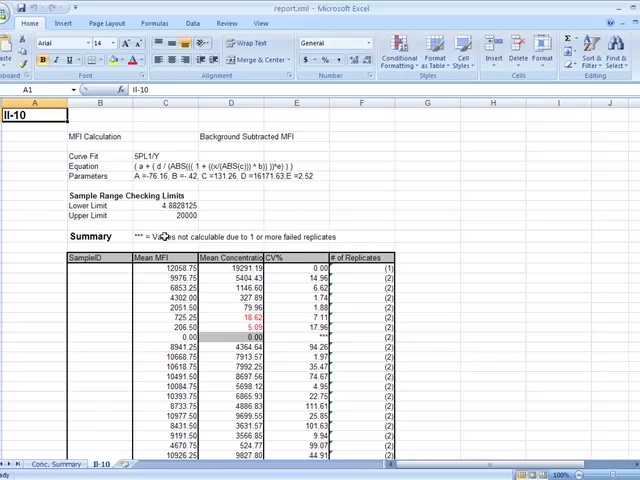 report.xml - Microsoft Excel
Home Insert Page Layout Formulas Data Review View
Arial 14 Wrap Text General
Merge & Center Conditional Formatting Format as Table Cell Styles Insert Delete Format Sort & Filter
Clipboard Font Alignment Number Styles Cells Editing
A1 II-10
A B C D E F G H I J
II-10
MFI Calculation Background Subtracted MFI
Curve Fit 5PL1/Y
Equation ( a + ( d / (ABS((( 1 + ((x/(ABS(c))) ^ b)) ))^e) ) )
Parameters A =-76.16, B =- 42, C =131.26, D =16171.63,E =2.52
Sample Range Checking Limits
Lower Limit 4.8828125
Upper Limit 20000
Summary *** = Values not calculable due to 1 or more failed replicates
SampleID Mean MFI Mean Concentratio CV% # of Replicates
12058.75 19291.19 0.00 (1)
9976.75 5404.43 14.96 (2)
6853.25 1146.60 6.62 (2)
4302.00 327.89 1.74 (2)
2051.50 79.96 1.88 (2)
725.25 18.62 7.11 (2)
206.50 5.09 17.96 (2)
0.00 0.00 *** (2)
8941.25 4364.64 94.26 (2)
10668.75 7913.57 1.97 (2)
10618.75 7992.25 35.47 (2)
10491.50 8697.56 74.67 (2)
10084.75 5698.12 4.95 (2)
10393.75 6865.93 22.75 (2)
8733.75 4886.83 111.61 (2)
10977.50 9699.55 25.85 (2)
8431.50 3631.57 101.63 (2)
9191.50 3566.85 9.94 (2)
4670.75 524.77 99.07 (2)
10926.25 9827.80 44.91 (2)
Conc. Summary II-10
100%